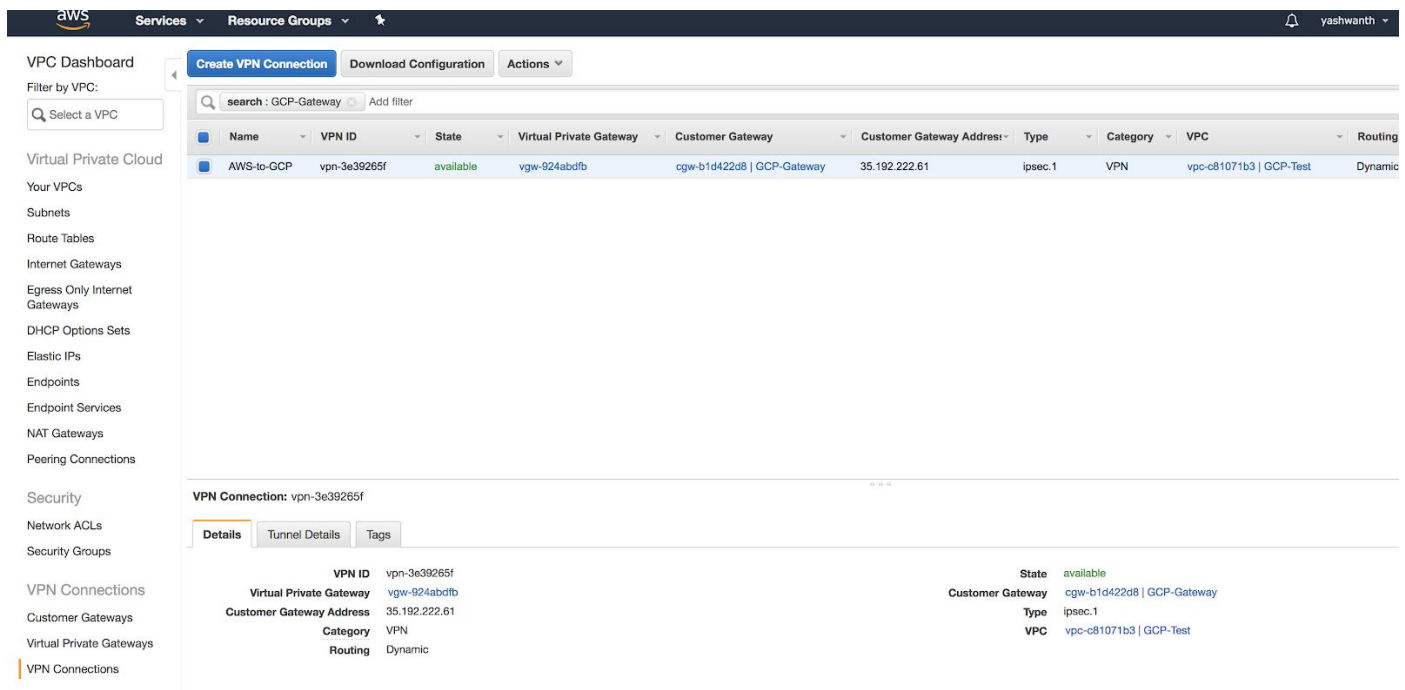 aws Services Resource Groups yashwanth
VPC Dashboard
Filter by VPC:
Select a VPC
Virtual Private Cloud
Your VPCs
Subnets
Route Tables
Internet Gateways
Egress Only Internet
Gateways
DHCP Options Sets
Elastic IPs
Endpoints
Endpoint Services
NAT Gateways
Peering Connections
Security
Network ACLs
Security Groups
VPN Connections
Customer Gateways
Virtual Private Gateways
VPN Connections
Create VPN Connection Download Configuration Actions
search : GCP-Gateway Add filter
Name VPN ID State Virtual Private Gateway Customer Gateway Customer Gateway Address Type Category VPC Routing
AWS-to-GCP vpn-3e39265f available vgw-924abdfb cgw-b1d422d8 | GCP-Gateway 35.192.222.61 ipsec.1 VPN vpc-c81071b3 | GCP-Test Dynamic
VPN Connection: vpn-3e39265f
Details Tunnel Details Tags
VPN ID vpn-3e39265f State available
Virtual Private Gateway vgw-924abdfb Customer Gateway cgw-b1d422d8 | GCP-Gateway
Customer Gateway Address 35.192.222.61 Type ipsec.1
Category VPN VPC vpc-c81071b3 | GCP-Test
Routing Dynamic